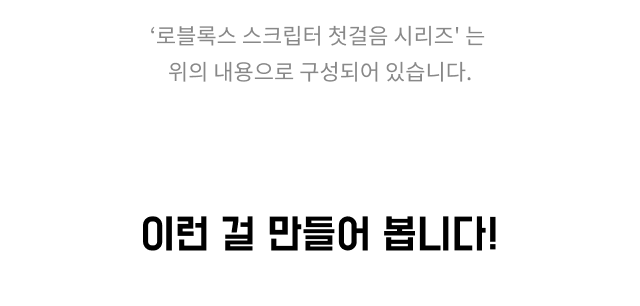 ‘로블록스 스크립터 첫걸음 시리즈' 는
위의 내용으로 구성되어 있습니다.
이런 걸 만들어 봅니다!